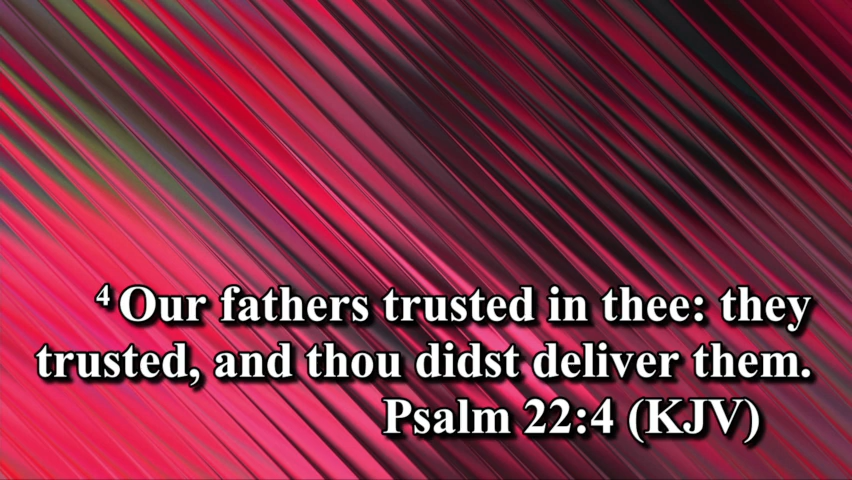 4 Our fathers trusted in thee: they
trusted, and thou didst deliver them.
Psalm 22:4 (KJV)